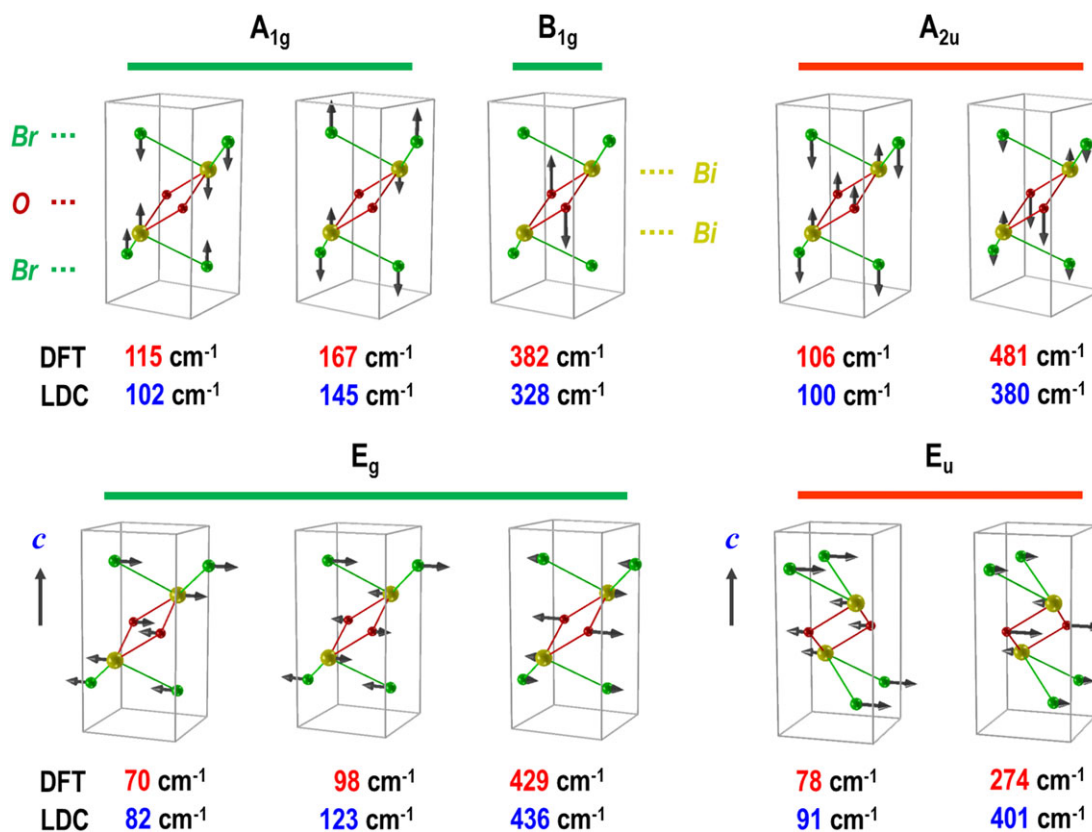 A1g B1g A2u
Br ···
O ··· ···· Bi
···· Bi
Br ···
DFT 115 cm-1 167 cm-1 382 cm-1 106 cm-1 481 cm-1
LDC 102 cm-1 145 cm-1 328 cm-1 100 cm-1 380 cm-1
Eg Eu
c c
DFT 70 cm-1 98 cm-1 429 cm-1 78 cm-1 274 cm-1
LDC 82 cm-1 123 cm-1 436 cm-1 91 cm-1 401 cm-1